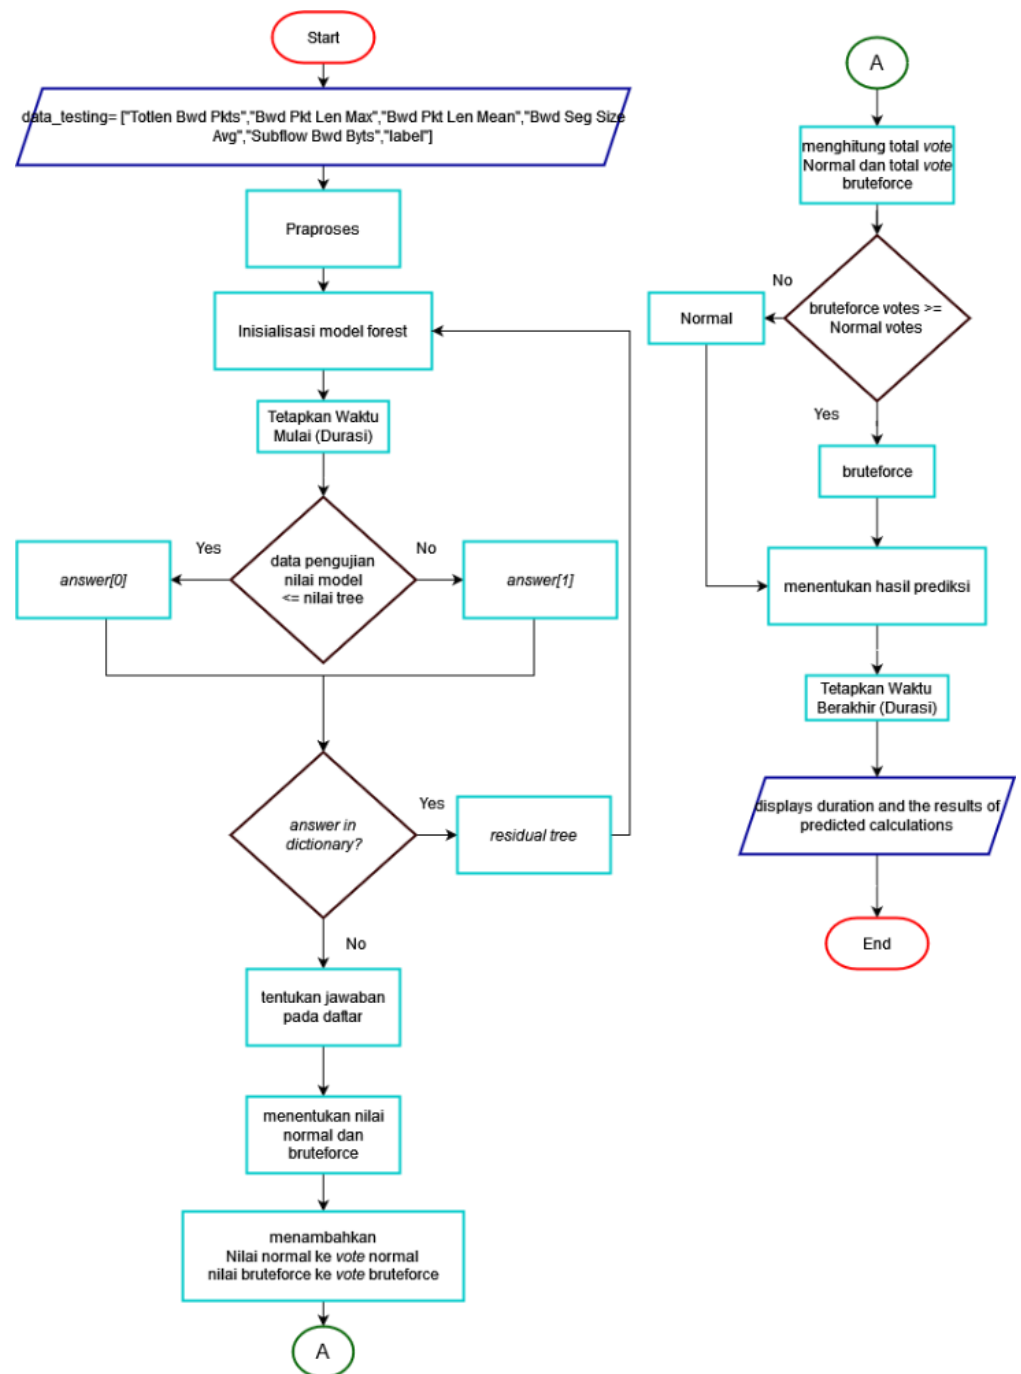 Start
data_testing= ["Totlen Bwd Pkts","Bwd Pkt Len Max","Bwd Pkt Len Mean","Bwd Seg Size
Avg","Subflow Bwd Byts","label"]
Praproses
Inisialisasi model forest
Tetapkan Waktu
Mulai (Durasi)
data pengujian
nilai model
<= nilai tree
Yes
No
answer[0]
answer[1]
answer in
dictionary?
Yes
residual tree
No
tentukan jawaban
pada daftar
menentukan nilai
normal dan
bruteforce
menambahkan
Nilai normal ke vote normal
nilai bruteforce ke vote bruteforce
A
A
menghitung total vote
Normal dan total vote
bruteforce
bruteforce votes >=
Normal votes
No
Normal
Yes
bruteforce
menentukan hasil prediksi
Tetapkan Waktu
Berakhir (Durasi)
displays duration and the results of
predicted calculations
End